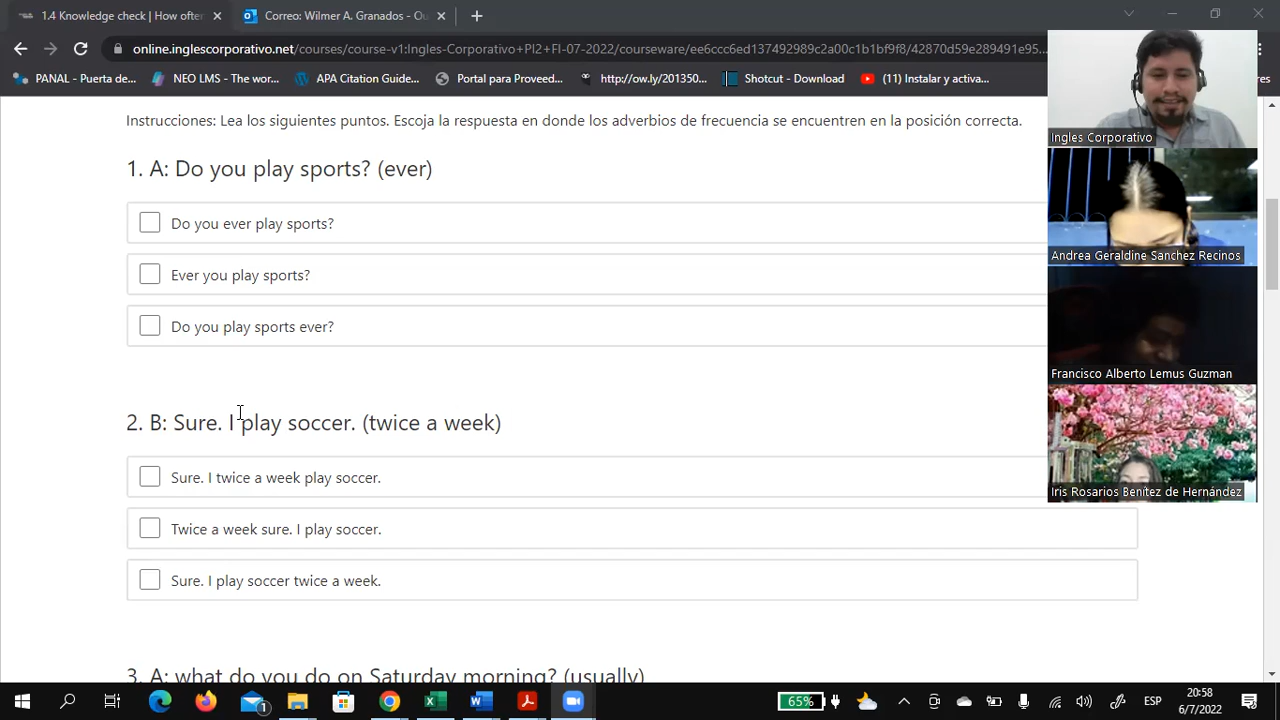 1.4 Knowledge check | How often
Correo: Wilmer A. Granados - Ou
online.inglescorporativo.net/courses/course-v1:Ingles-Corporativo+PI2+FI-07-2022/courseware/ee6ccc6ed137492989c2a00c1b1bf9f8/42870d59e289491e95...
PANAL - Puerta de...
NEO LMS - The wor...
APA Citation Guide...
Portal para Proveed...
http://ow.ly/201350...
Shotcut - Download
(11) Instalar y activa...
res
Instrucciones: Lea los siguientes puntos. Escoja la respuesta en donde los adverbios de frecuencia se encuentren en la posición correcta.
1. A: Do you play sports? (ever)
Do you ever play sports?
Ever you play sports?
Do you play sports ever?
2. B: Sure. I play soccer. (twice a week)
Sure. I twice a week play soccer.
Twice a week sure. I play soccer.
Sure. I play soccer twice a week.
3. A: what do you do on Saturday morning? (usually)
Ingles Corporativo
Andrea Geraldine Sanchez Recinos
Francisco Alberto Lemus Guzman
Iris Rosarios Benítez de Hernández
1
65%
ESP
20:58
6/7/2022